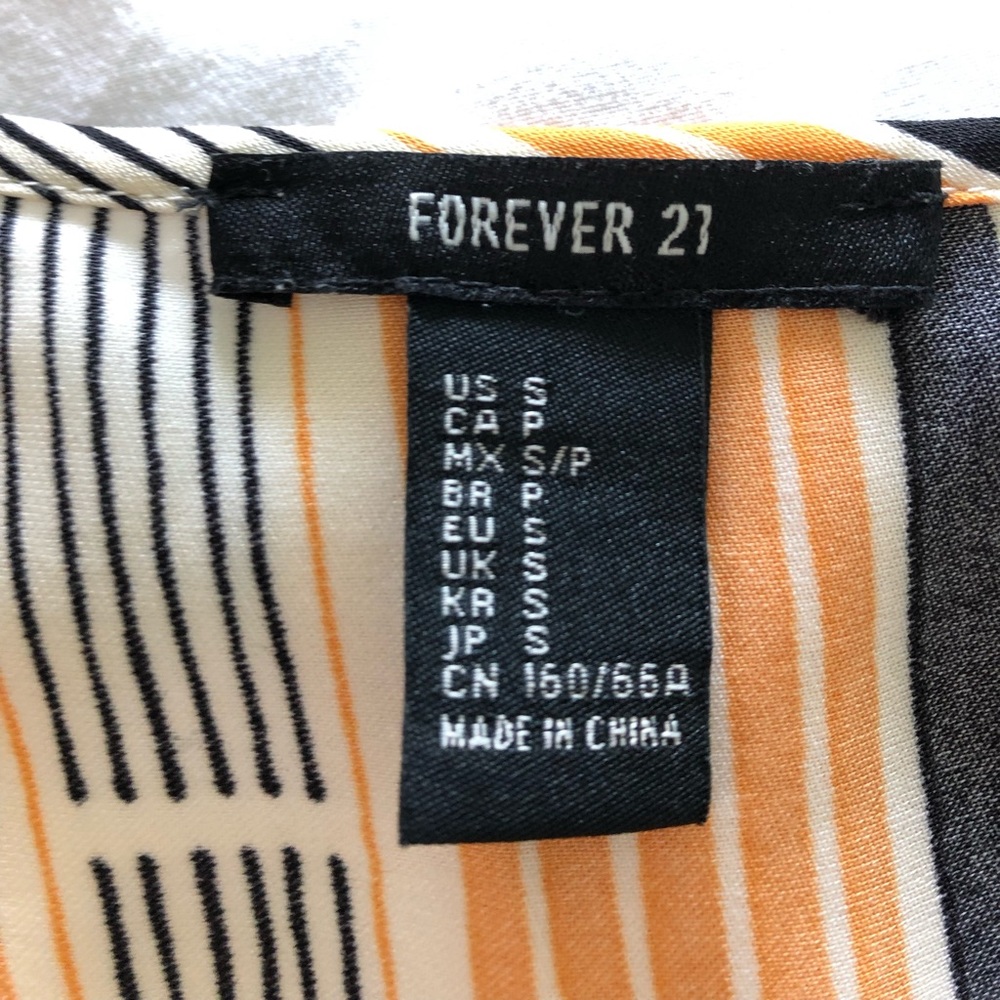 FOREVER 21
US S
CA P
MX S/P
BR P
EU S
UK S
KR S
JP S
CN 160/66A
MADE IN CHINA